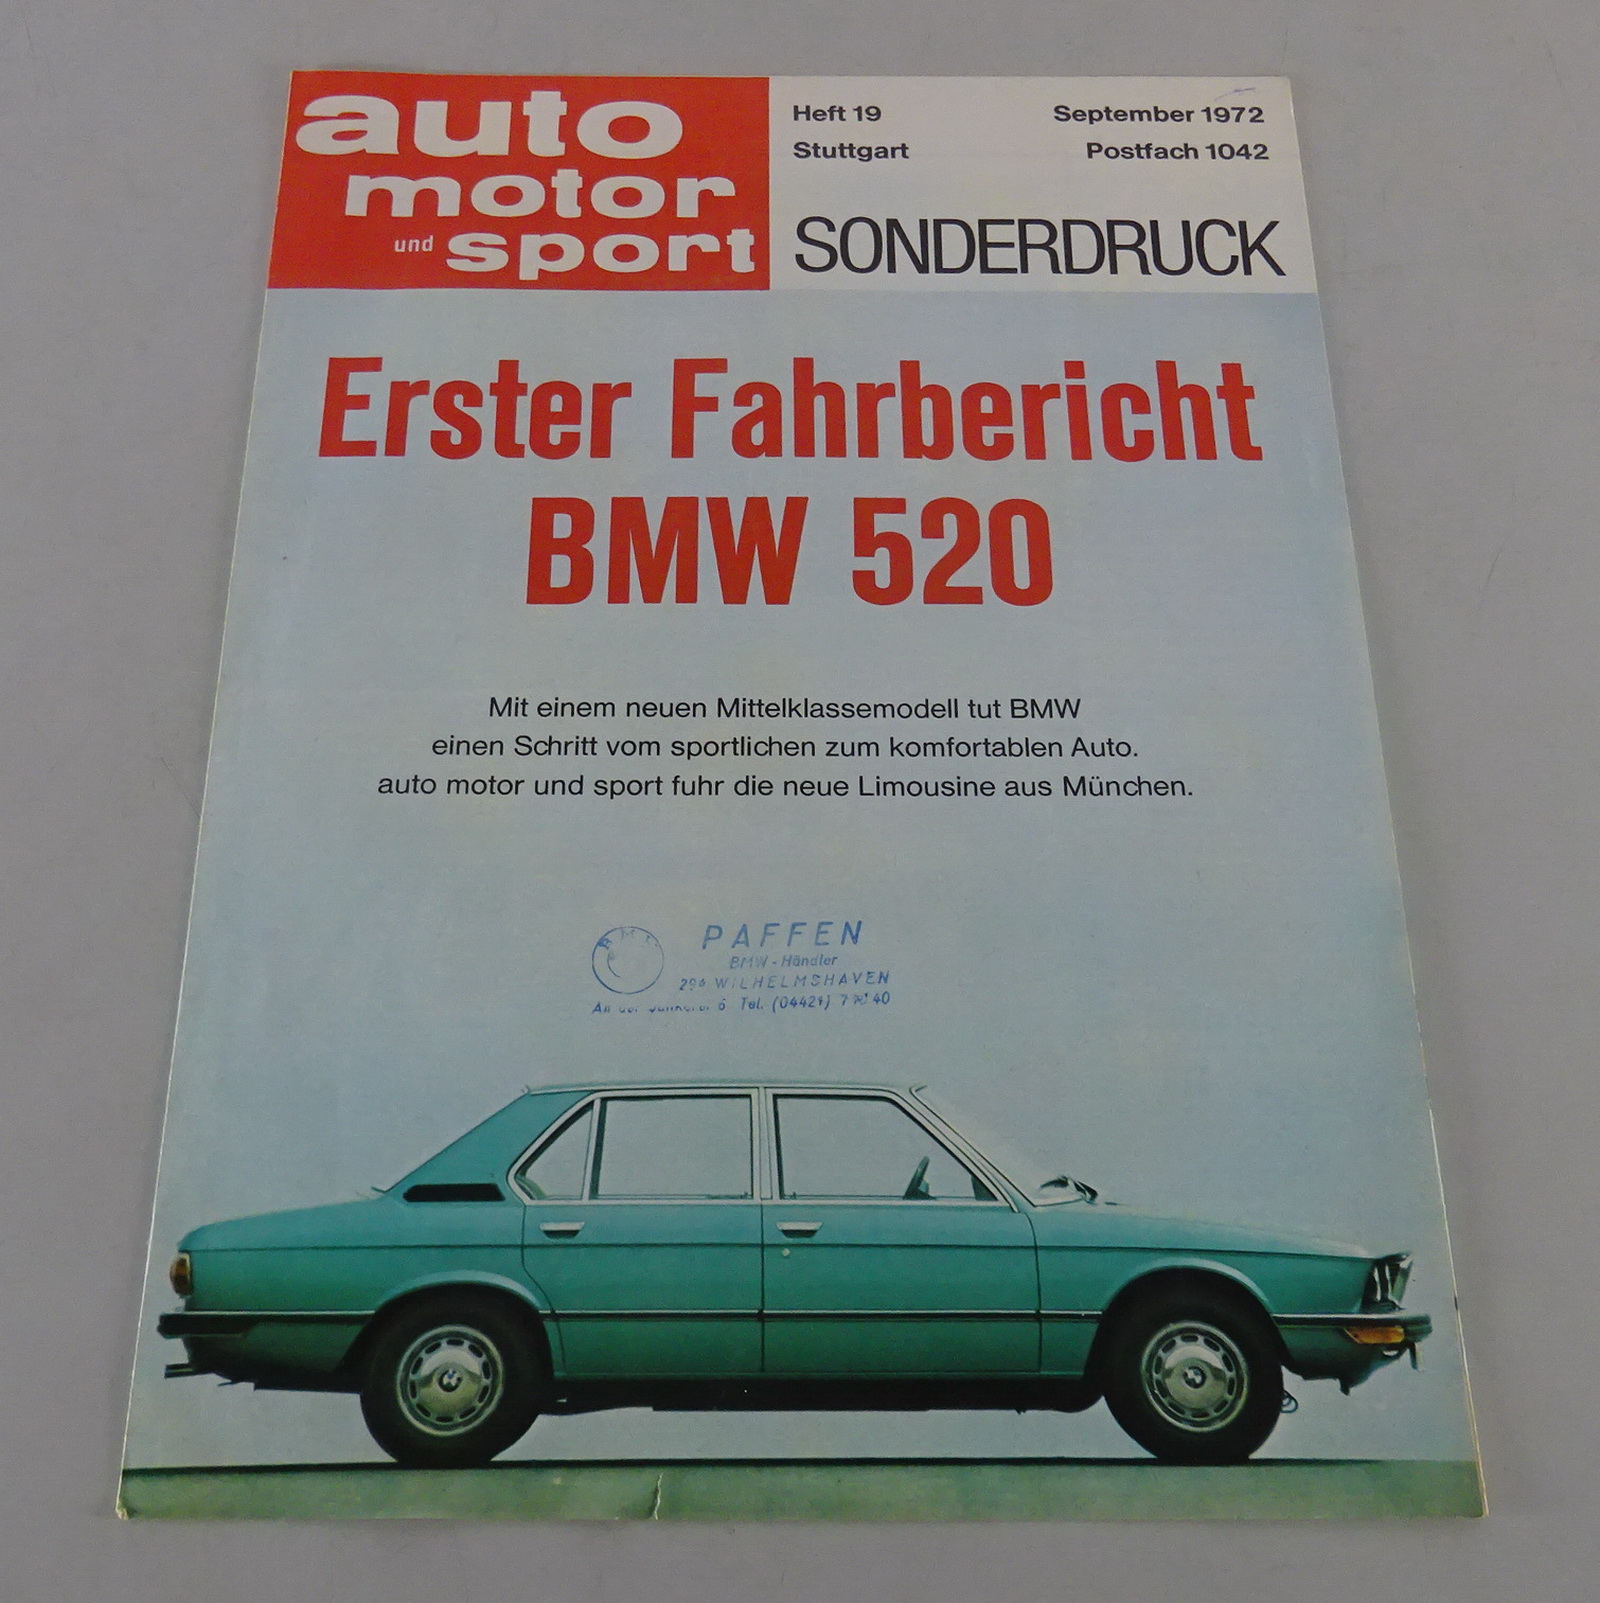 auto
motor
und sport
Heft 19
September 1972
Stuttgart
Postfach 1042
SONDERDRUCK
Erster Fahrbericht
BMW 520
Mit einem neuen Mittelklassemodell tut BMW
einen Schritt vom sportlichen zum komfortablen Auto.
auto motor und sport fuhr die neue Limousine aus München.
PAFFEN
BMW - Händler
WILHELMSHAVEN
Tel. (04421)